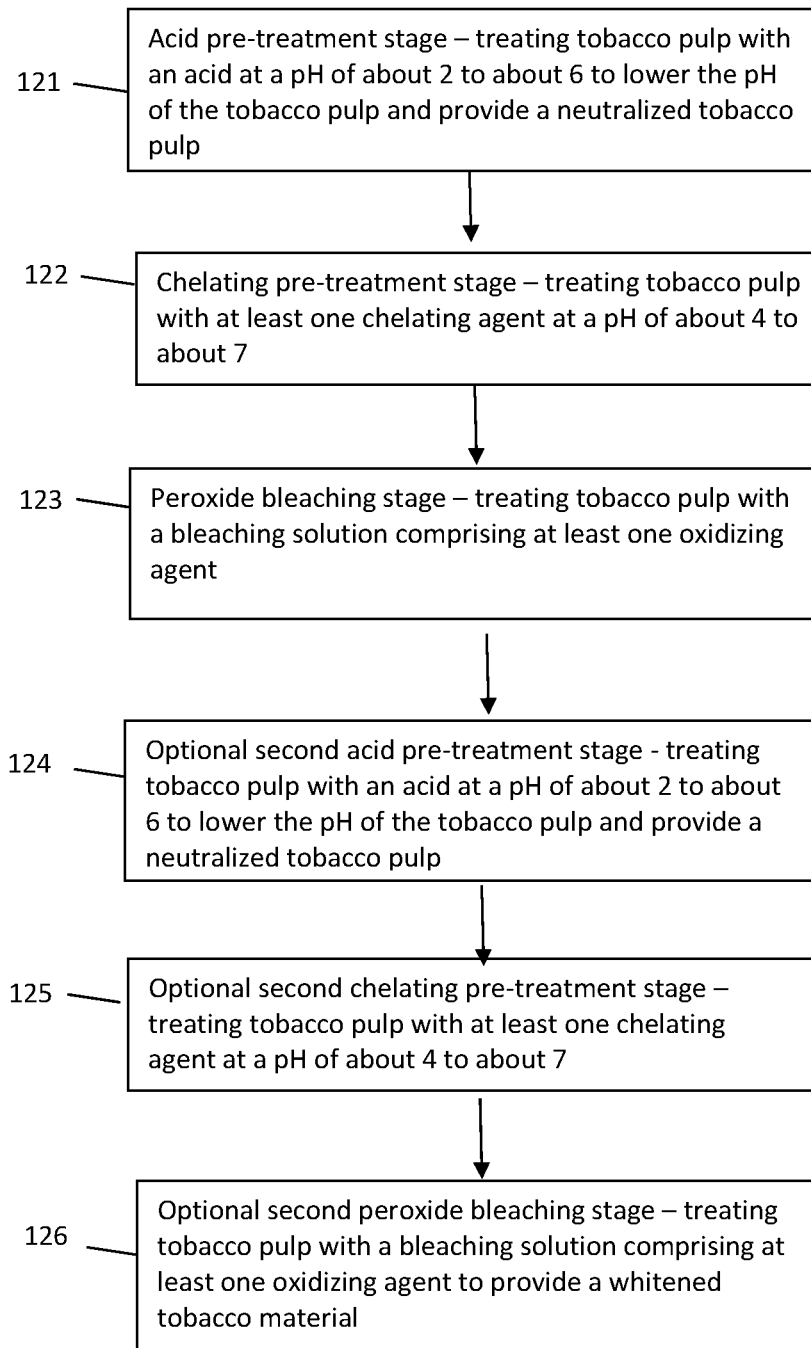 121
Acid pre-treatment stage – treating tobacco pulp with
an acid at a pH of about 2 to about 6 to lower the pH
of the tobacco pulp and provide a neutralized tobacco
pulp
122
Chelating pre-treatment stage – treating tobacco pulp
with at least one chelating agent at a pH of about 4 to
about 7
123
Peroxide bleaching stage – treating tobacco pulp with
a bleaching solution comprising at least one oxidizing
agent
124
Optional second acid pre-treatment stage - treating
tobacco pulp with an acid at a pH of about 2 to about
6 to lower the pH of the tobacco pulp and provide a
neutralized tobacco pulp
125
Optional second chelating pre-treatment stage –
treating tobacco pulp with at least one chelating
agent at a pH of about 4 to about 7
126
Optional second peroxide bleaching stage – treating
tobacco pulp with a bleaching solution comprising at
least one oxidizing agent to provide a whitened
tobacco material